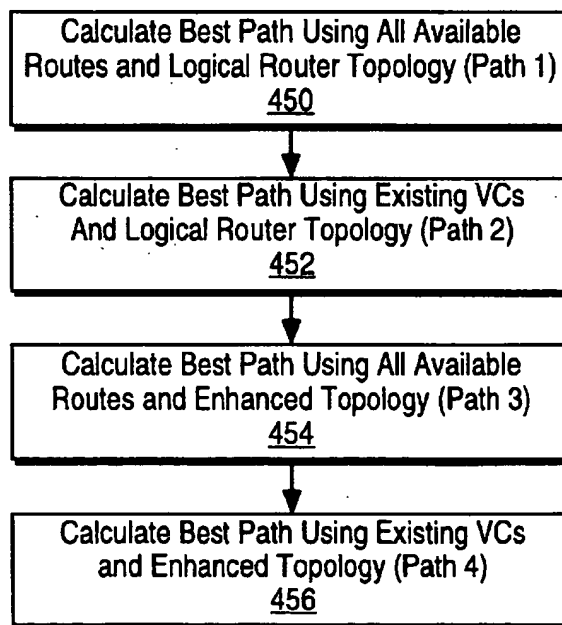 Calculate Best Path Using All Available
Routes and Logical Router Topology (Path 1)
450
Calculate Best Path Using Existing VCs
And Logical Router Topology (Path 2)
452
Calculate Best Path Using All Available
Routes and Enhanced Topology (Path 3)
454
Calculate Best Path Using Existing VCs
and Enhanced Topology (Path 4)
456